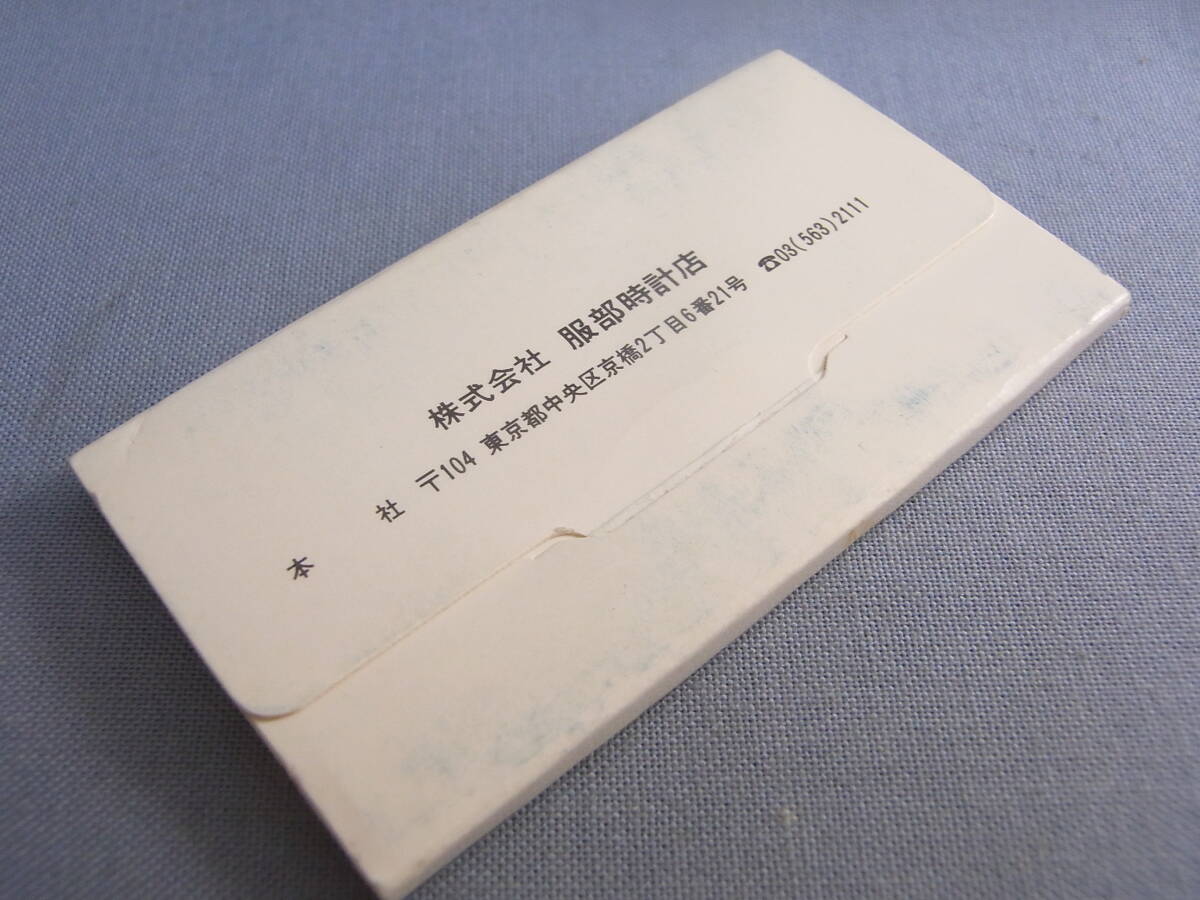 株式会社 服部時計店
本 社 〒104 東京都中央区京橋2丁目6番21号 ☎03(563)2111